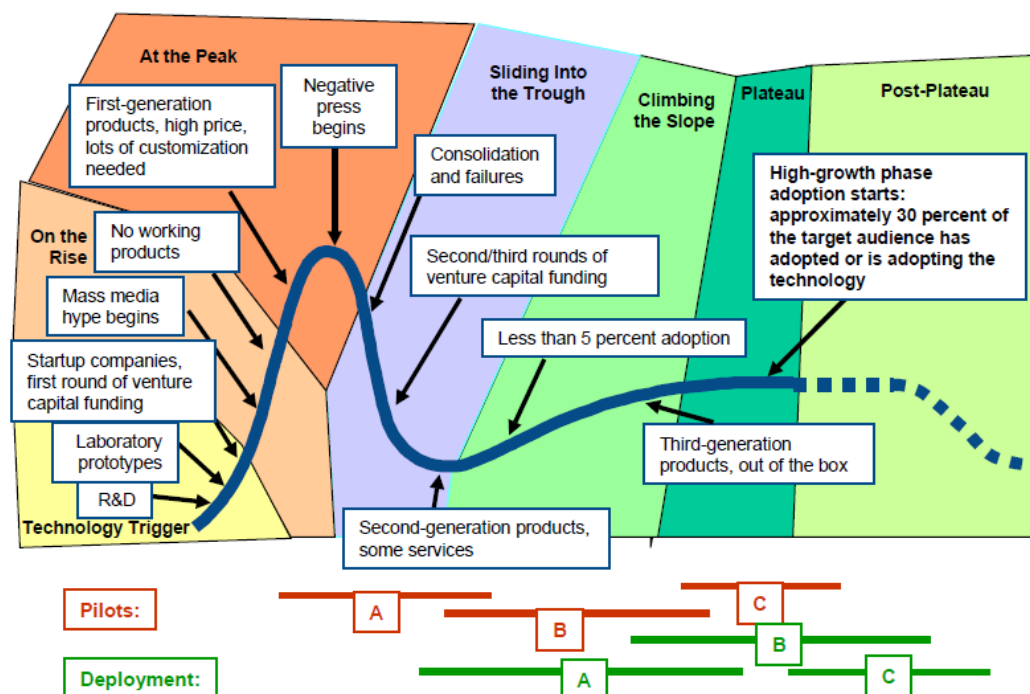 At the Peak
Negative
press
begins
Sliding Into
the Trough
Climbing
the Slope
Plateau
Post-Plateau
First-generation
products, high price,
lots of customization
needed
Consolidation
and failures
High-growth phase
adoption starts:
approximately 30 percent of
the target audience has
adopted or is adopting the
technology
On the
Rise
No working
products
Second/third rounds of
venture capital funding
Mass media
hype begins
Less than 5 percent adoption
Startup companies,
first round of venture
capital funding
Laboratory
prototypes
Third-generation
products, out of the box
R&D
Technology Trigger
Second-generation products,
some services
Pilots:
A
B
C
Deployment:
A
B
C